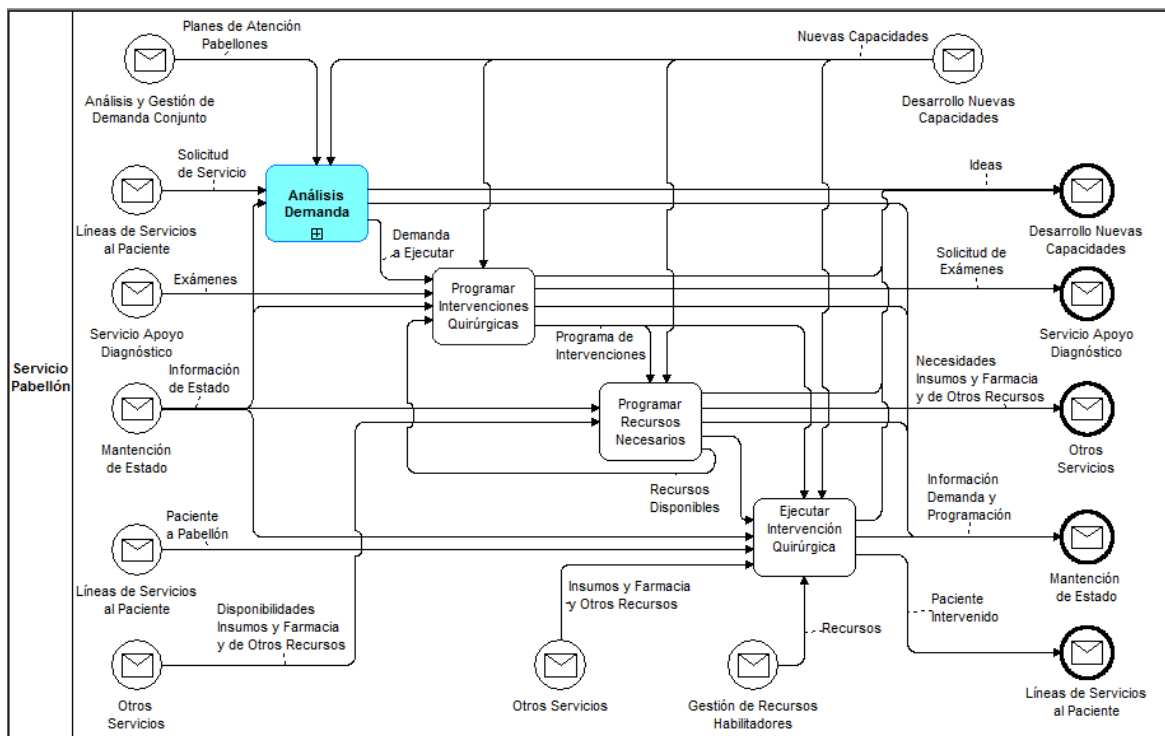 Planes de Atención
Pabellones
Nuevas Capacidades
Análisis y Gestión de
Demanda Conjunto
Desarrollo Nuevas
Capacidades
Solicitud
de Servicio
Análisis
Demanda
Ideas
Líneas de Servicios
al Paciente
Desarrollo Nuevas
Capacidades
Demanda
a Ejecutar
Exámenes
Programar
Intervenciones
Quirúrgicas
Solicitud de
Exámenes
Servicio Apoyo
Diagnóstico
Programa de
Intervenciones
Servicio Apoyo
Diagnóstico
Servicio
Pabellón
Información
de Estado
Necesidades
Insumos y Farmacia
y de Otros Recursos
Programar
Recursos
Necesarios
Mantención
de Estado
Otros
Servicios
Recursos
Disponibles
Información
Demanda y
Programación
Paciente
a Pabellón
Ejecutar
Intervención
Quirúrgica
Líneas de Servicios
al Paciente
Mantención
de Estado
Insumos y Farmacia
y Otros Recursos
Disponibilidades
Insumos y Farmacia
y de Otros Recursos
Recursos
Paciente
Intervenido
Otros
Servicios
Otros Servicios
Gestión de Recursos
Habilitadores
Líneas de Servicios
al Paciente